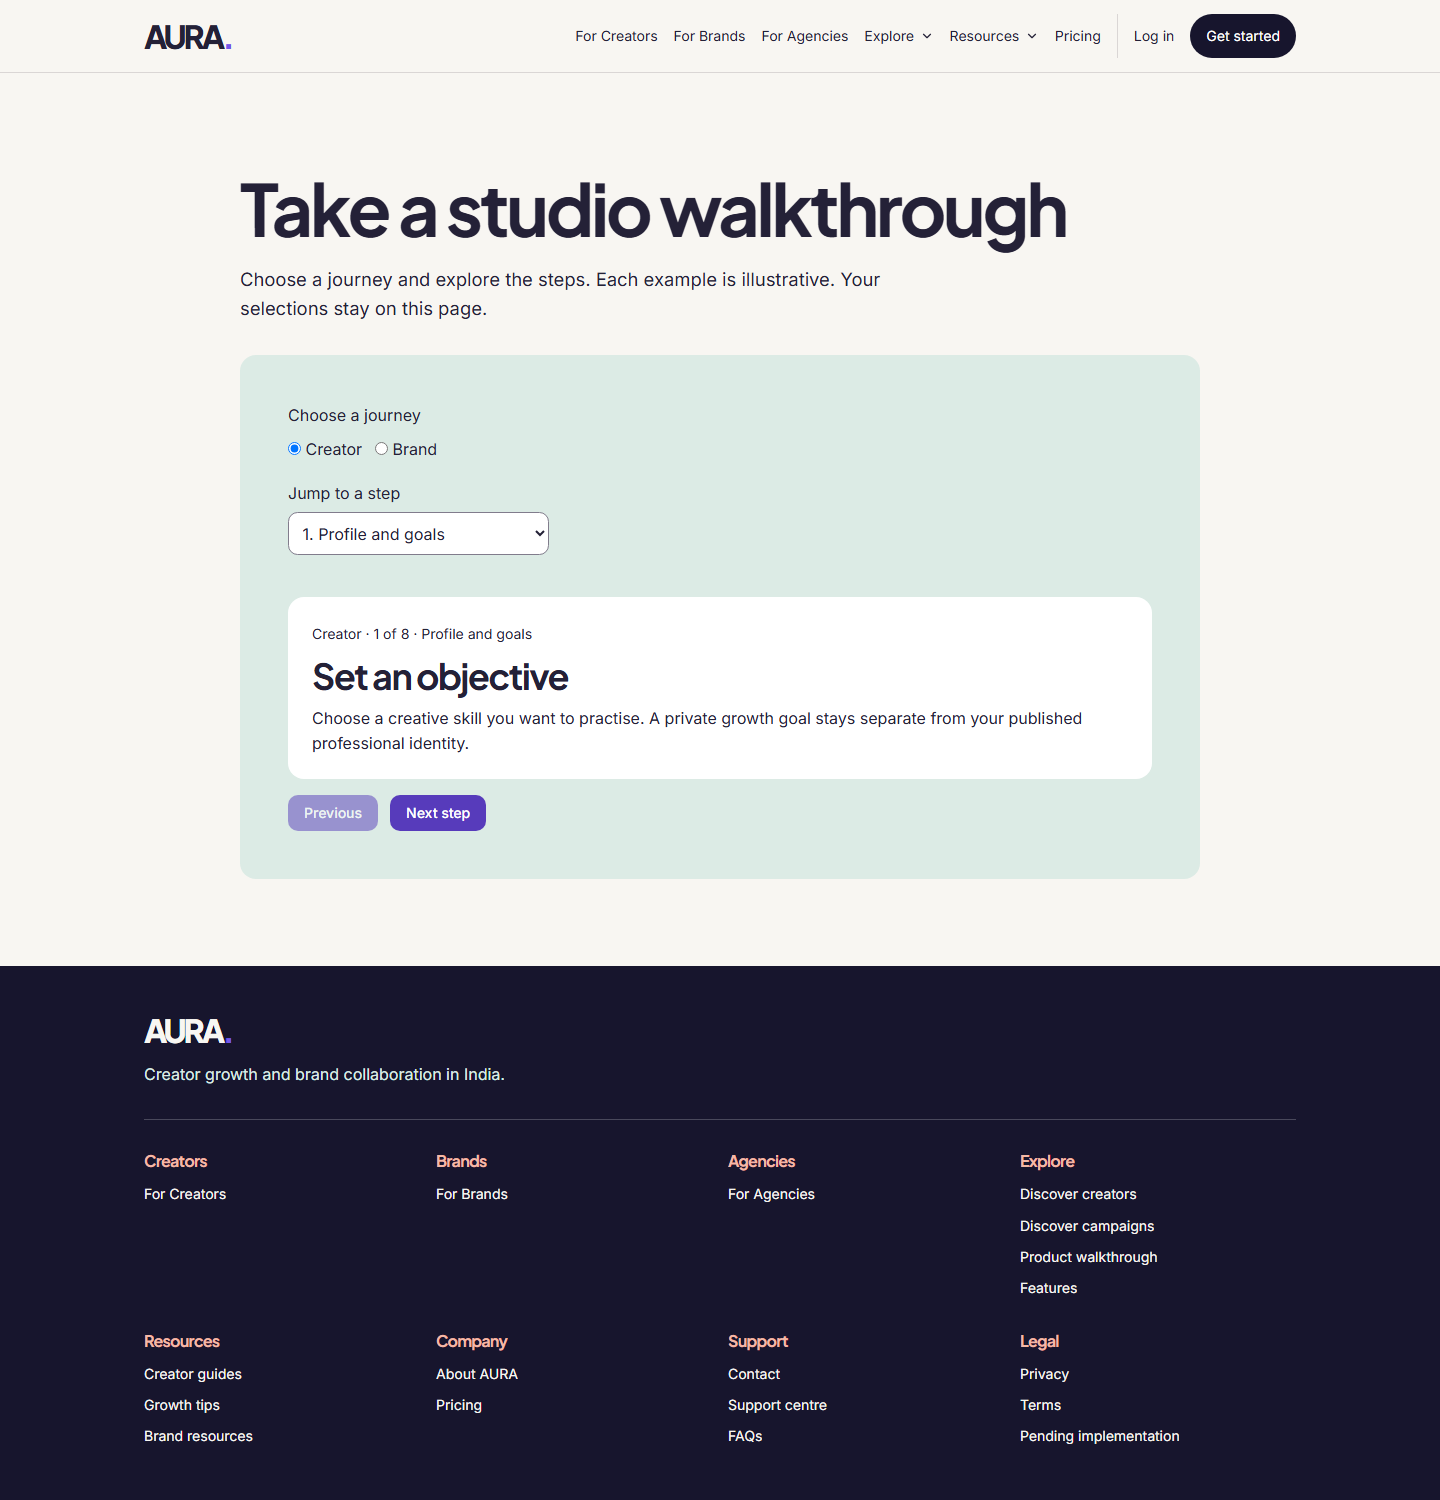 AURA.
For Creators
For Brands
For Agencies
Explore
Resources
Pricing
Log in
Get started
Take a studio walkthrough
Choose a journey and explore the steps. Each example is illustrative. Your
selections stay on this page.
Choose a journey
Creator
Brand
Jump to a step
1. Profile and goals
Creator · 1 of 8 · Profile and goals
Set an objective
Choose a creative skill you want to practise. A private growth goal stays separate from your published
professional identity.
Previous
Next step
AURA.
Creator growth and brand collaboration in India.
Creators
For Creators
Brands
For Brands
Agencies
For Agencies
Explore
Discover creators
Discover campaigns
Product walkthrough
Features
Resources
Creator guides
Growth tips
Brand resources
Company
About AURA
Pricing
Support
Contact
Support centre
FAQs
Legal
Privacy
Terms
Pending implementation